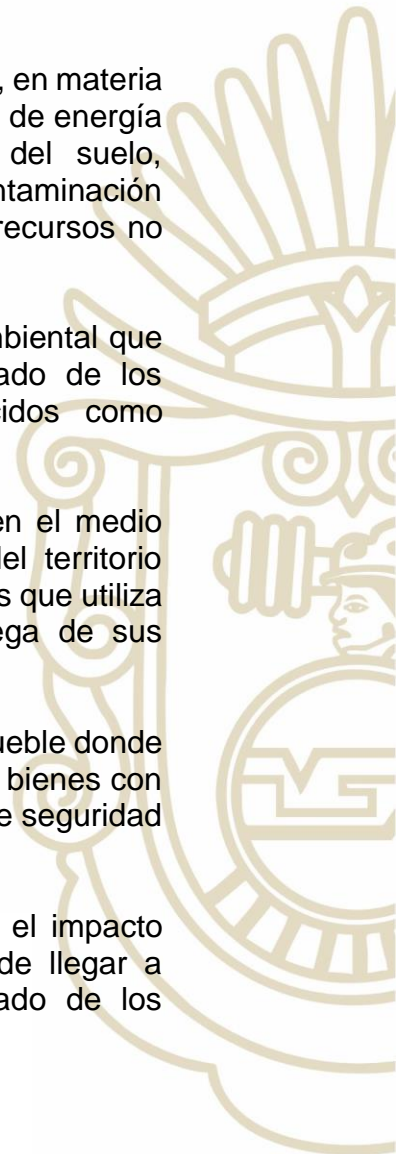 , en materia
de energía
del suelo,
ntaminación
recursos no
mbiental que
ado de los
cidos como
en el medio
del territorio
s que utiliza
ega de sus
ueble donde
bienes con
e seguridad
el impacto
de llegar a
ado de los